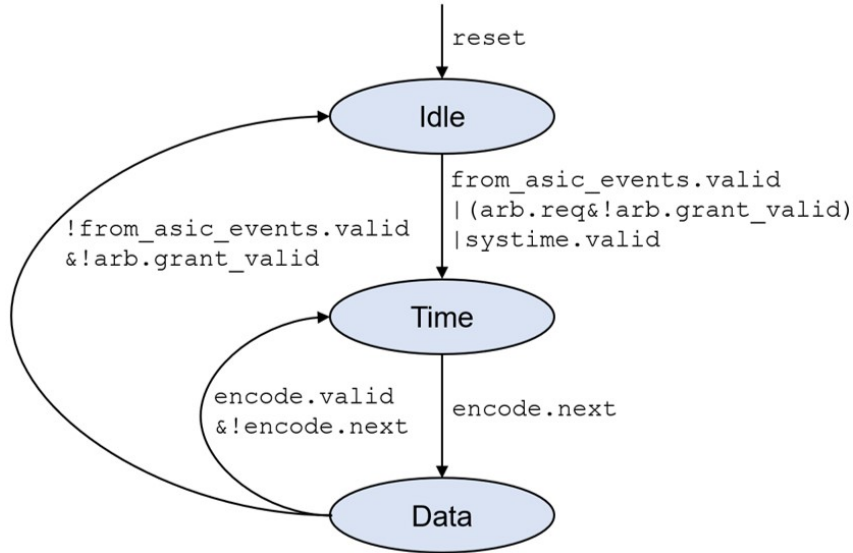 reset
Idle
from_asic_events.valid
|(arb.req&!arb.grant_valid)
|systime.valid
!from_asic_events.valid
&!arb.grant_valid
Time
encode.valid
&!encode.next
encode.next
Data